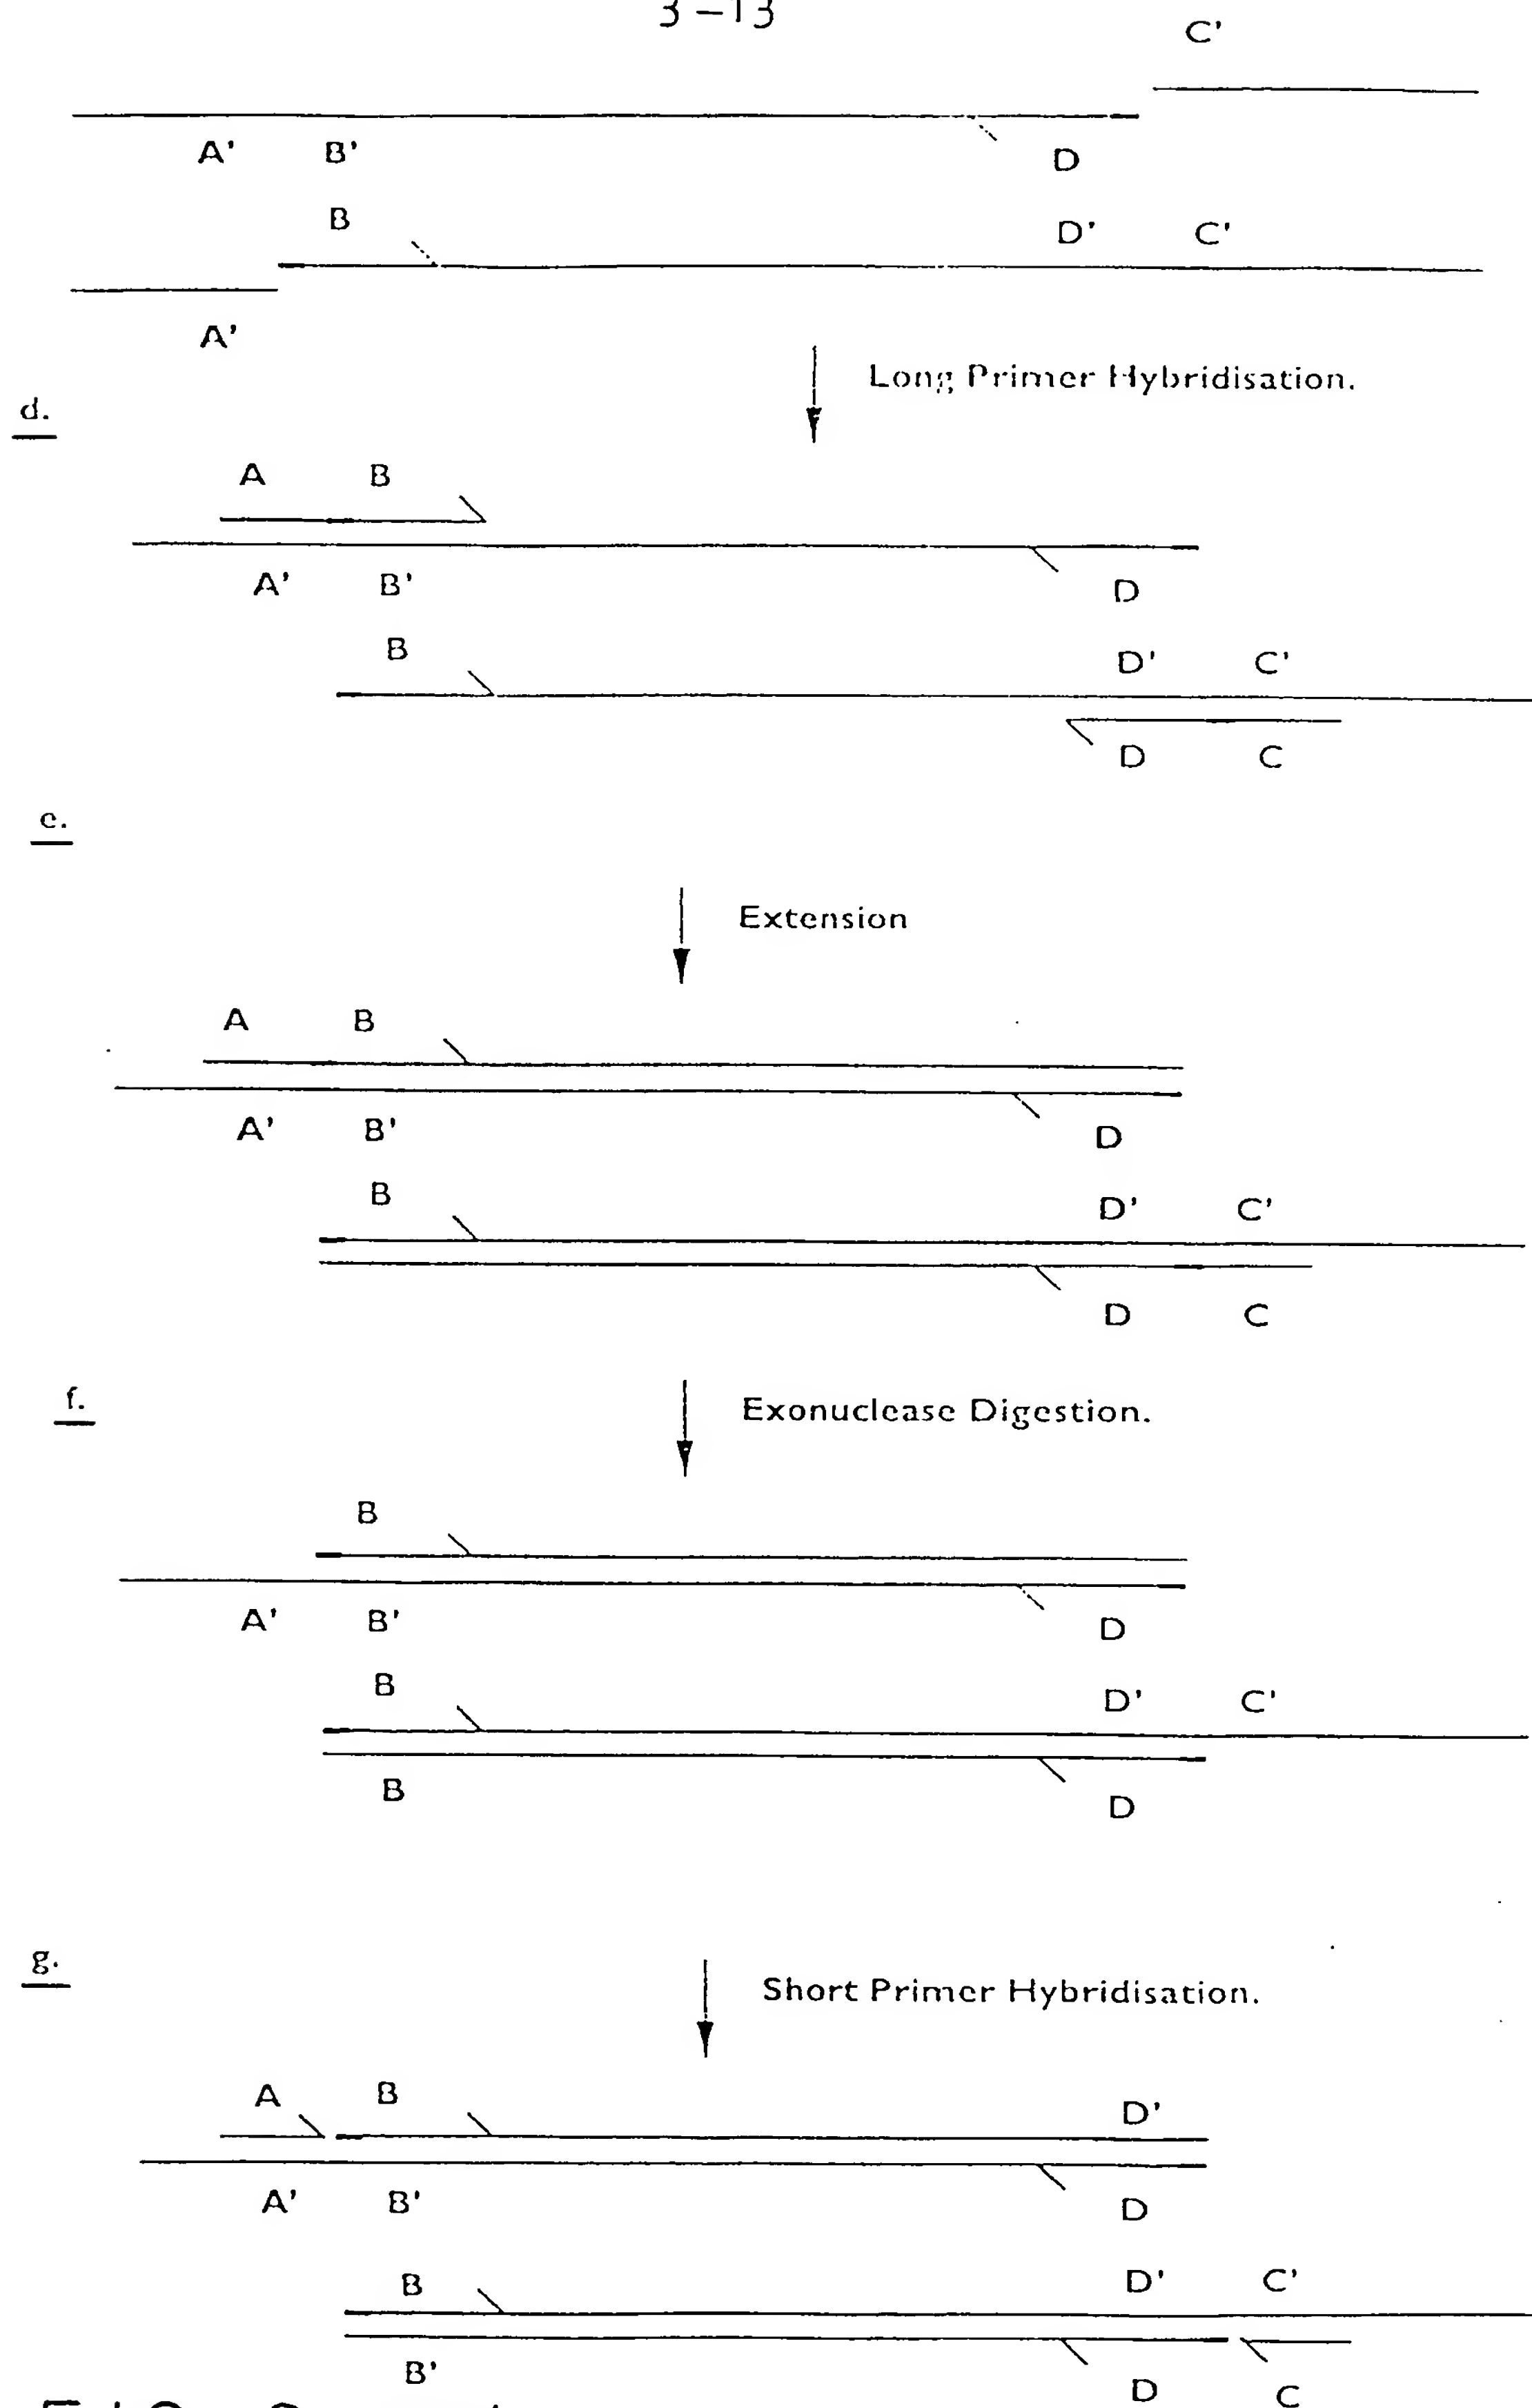 3-13
C'
A' B' D
B D' C'
A'
Long Primer Hybridisation.
d.
A B
A' B' D
B D' C'
D C
e.
Extension
A B
A' B' D
B D' C'
D C
f.
Exonuclease Digestion.
B
A' B' D
B D' C'
B D
g.
Short Primer Hybridisation.
A B D'
A' B' D
B D' C'
B' D C